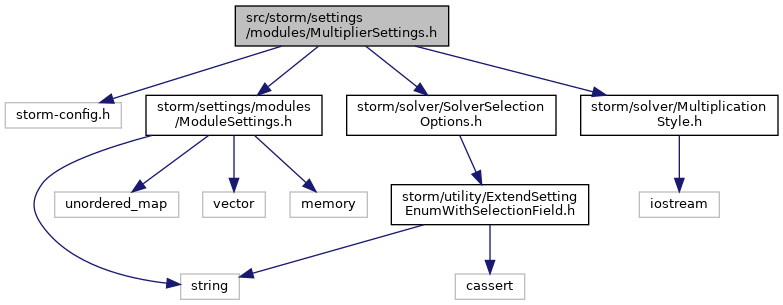 src/storm/settings
/modules/MultiplierSettings.h
storm-config.h
storm/settings/modules
/ModuleSettings.h
storm/solver/SolverSelection
Options.h
storm/solver/Multiplication
Style.h
unordered_map
vector
memory
storm/utility/ExtendSetting
EnumWithSelectionField.h
iostream
string
cassert